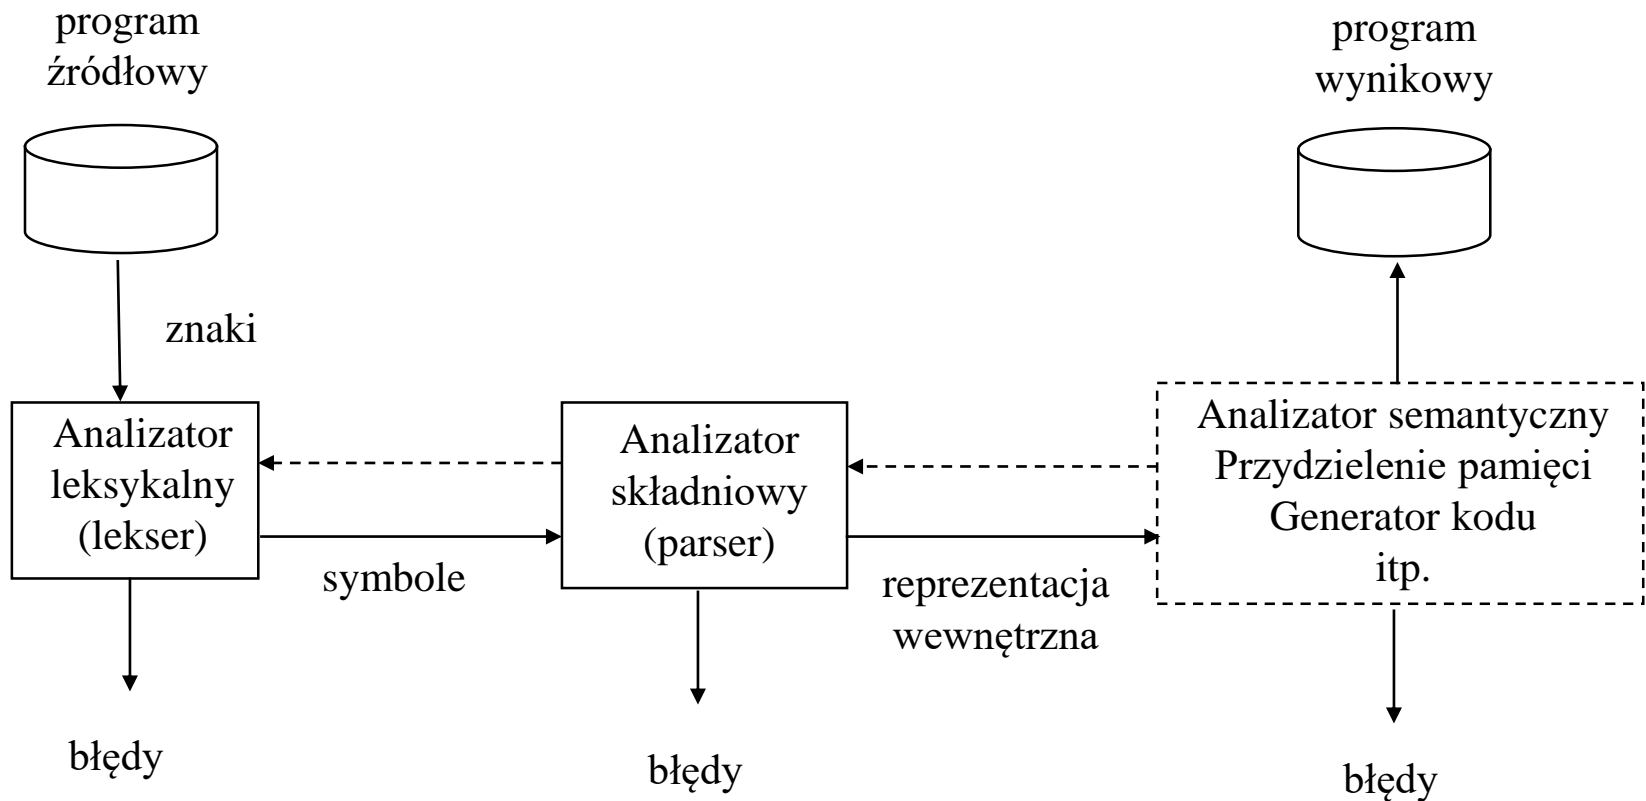 program
źródłowy
program
wynikowy
znaki
Analizator
leksykalny
(lekser)
symbole
Analizator
składniowy
(parser)
reprezentacja
wewnętrzna
Analizator semantyczny
Przydzielenie pamięci
Generator kodu
itp.
błędy
błędy
błędy